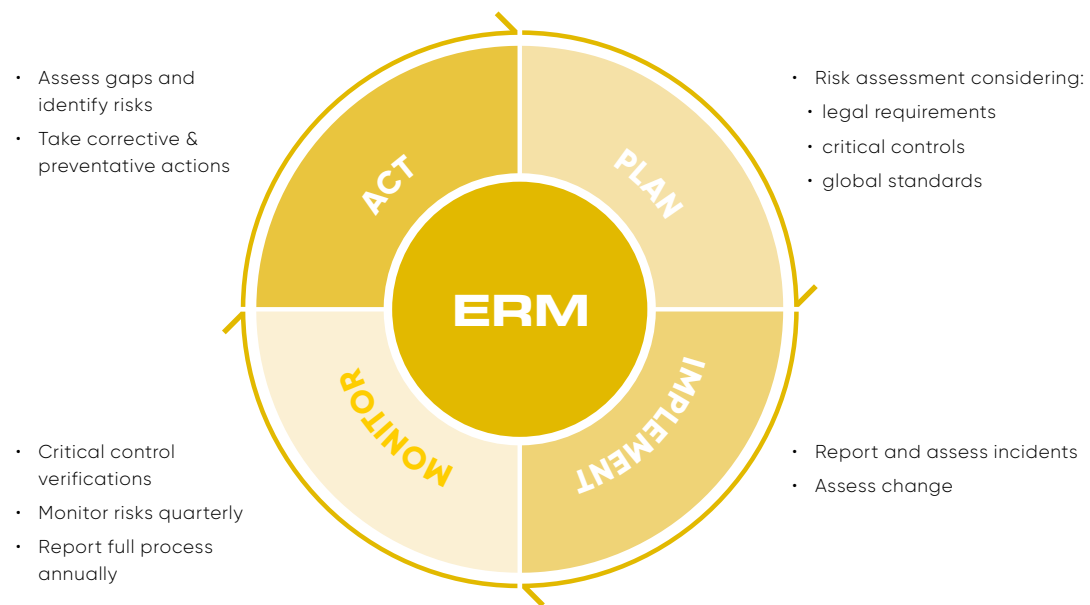 • Assess gaps and
identify risks
• Take corrective &
preventative actions
ACT
PLAN
• Risk assessment considering:
• legal requirements
• critical controls
• global standards
ERM
• Critical control
verifications
• Monitor risks quarterly
• Report full process
annually
MONITOR
IMPLEMENT
• Report and assess incidents
• Assess change